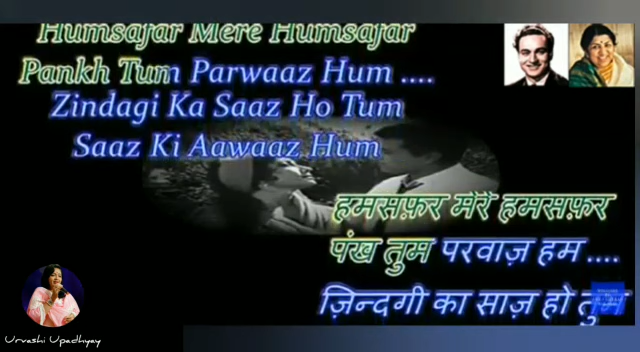 Humsafar Mere Humsafar
Pankh Tum Parwaaz Hum ....
Zindagi Ka Saaz Ho Tum
Saaz Ki Aawaaz Hum
हमसफ़र मेरे हमसफ़र
पंख तुम परवाज़ हम ....
ज़िन्दगी का साज़ हो तुम
Urvashi Upadhyay